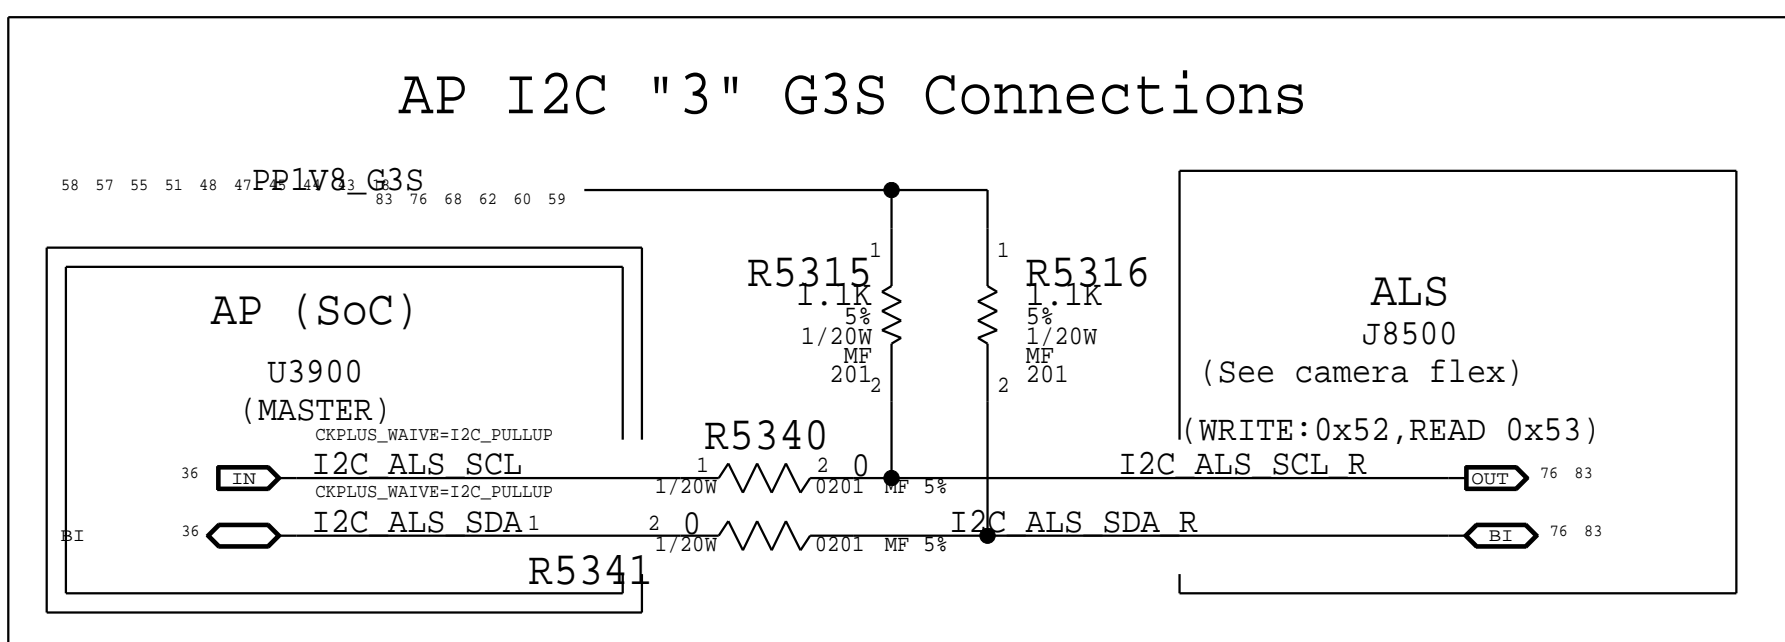 AP I2C "3" G3S Connections
PP1V8_G3S
58 57 55 51 48 47 45 44 43 18
83 76 68 62 60 59
AP (SoC)
U3900
(MASTER)
R5315
1
1.1K
5%
1/20W
MF
201
2
R5316
1
1.1K
5%
1/20W
MF
201
2
ALS
J8500
(See camera flex)
(WRITE:0x52,READ 0x53)
CKPLUS_WAIVE=I2C_PULLUP
R5340
36 IN I2C_ALS_SCL 1 2 0 I2C_ALS_SCL_R OUT 76 83
1/20W 0201 MF 5%
CKPLUS_WAIVE=I2C_PULLUP
BI 36 I2C_ALS_SDA 1 2 0 I2C_ALS_SDA_R BI 76 83
1/20W 0201 MF 5%
R5341